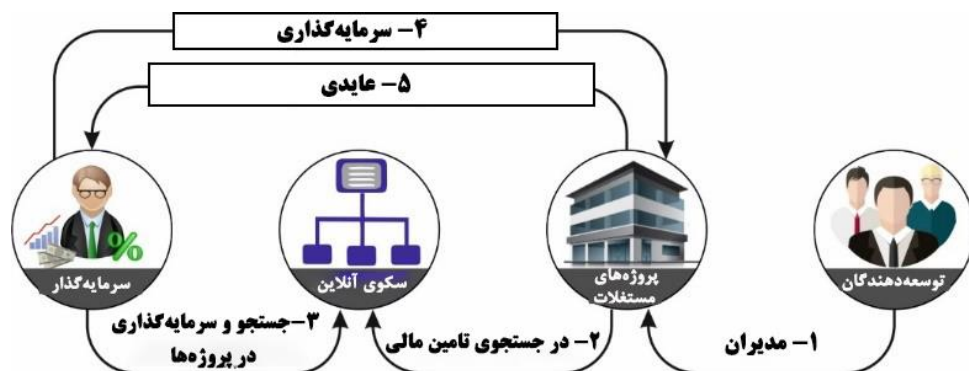 ۴- سرمایه‌گذاری
۵- عایدی
توسعه‌دهندگان
پروژه‌های
مستغلات
سکوی آنلاین
سرمایه‌گذار
۱- مدیران
۲- در جستجوی تامین مالی
۳-جستجو و سرمایه‌گذاری
در پروژه‌ها
%